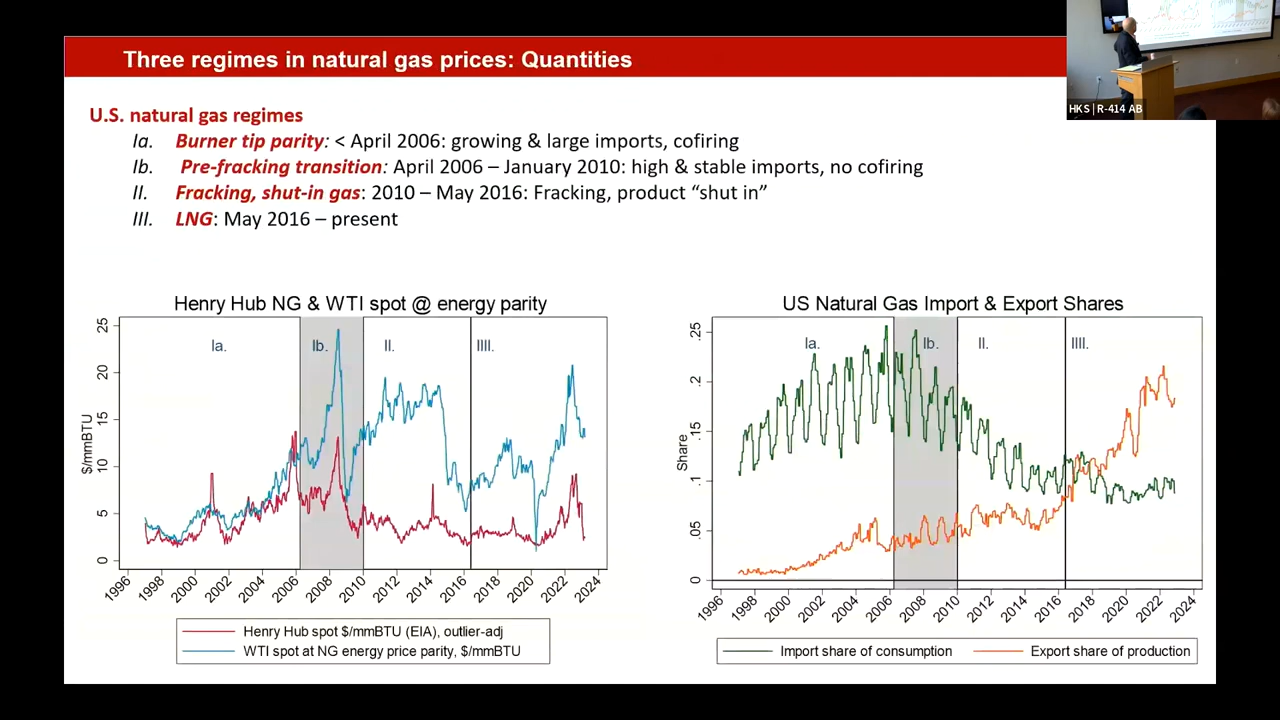 Three regimes in natural gas prices: Quantities
HKS | R-414 AB
U.S. natural gas regimes
Ia. Burner tip parity: < April 2006: growing & large imports, cofiring
Ib. Pre-fracking transition: April 2006 – January 2010: high & stable imports, no cofiring
II. Fracking, shut-in gas: 2010 – May 2016: Fracking, product “shut in”
III. LNG: May 2016 – present
Henry Hub NG & WTI spot @ energy parity
$/mmBTU
25
20
15
10
5
0
Ia.
Ib.
II.
IIII.
1996 1998 2000 2002 2004 2006 2008 2010 2012 2014 2016 2018 2020 2022 2024
Henry Hub spot $/mmBTU (EIA), outlier-adj
WTI spot at NG energy price parity, $/mmBTU
US Natural Gas Import & Export Shares
Share
.25
.2
.15
.1
.05
0
Ia.
Ib.
II.
IIII.
1996 1998 2000 2002 2004 2006 2008 2010 2012 2014 2016 2018 2020 2022 2024
Import share of consumption
Export share of production